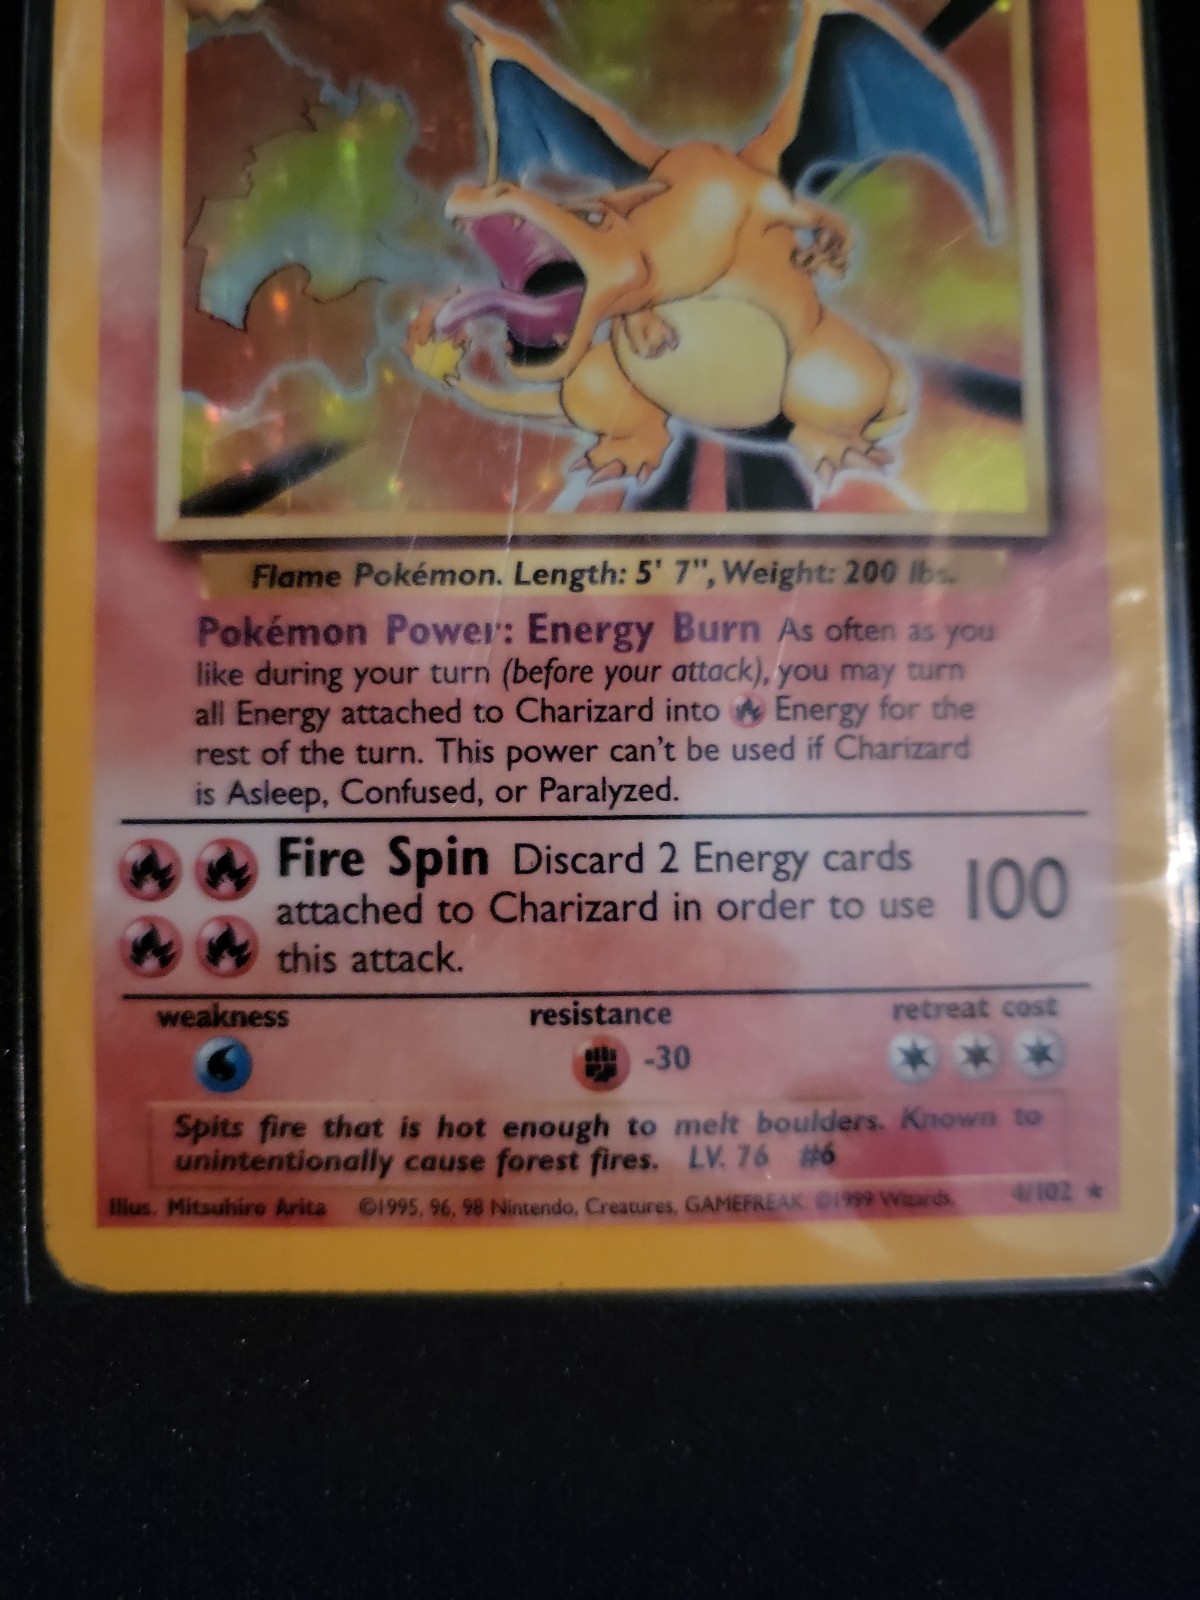 Flame Pokémon. Length: 5' 7", Weight: 200 lbs.
Pokémon Power: Energy Burn As often as you
like during your turn (before your attack), you may turn
all Energy attached to Charizard into Energy for the
rest of the turn. This power can't be used if Charizard
is Asleep, Confused, or Paralyzed.
Fire Spin Discard 2 Energy cards
attached to Charizard in order to use
this attack.
100
weakness resistance retreat cost
-30
Spits fire that is hot enough to melt boulders. Known to
unintentionally cause forest fires. LV. 76 #6
Illus. Mitsuhiro Arita ©1995, 96, 98 Nintendo, Creatures, GAMEFREAK. ©1999 Wizards. 4/102 ★